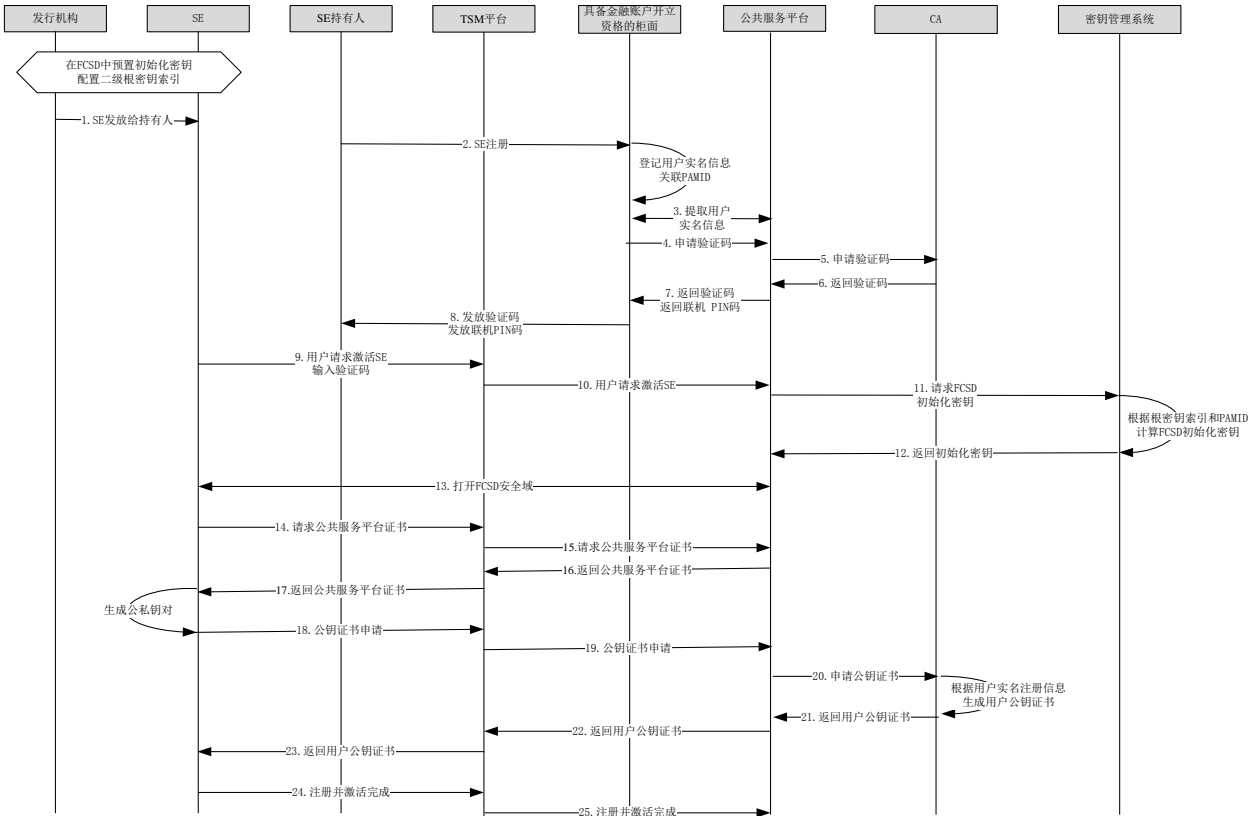 发行机构
SE
SE持有人
TSM平台
具备金融账户开立
资格的柜面
公共服务平台
CA
密钥管理系统
在FCSD中预置初始化密钥
配置二级根密钥索引
1.SE发放给持有人
2.SE注册
登记用户实名信息
关联PAMID
3.提取用户
实名信息
4.申请验证码
5.申请验证码
6.返回验证码
7.返回验证码
返回联机 PIN码
8.发放验证码
发放联机PIN码
9.用户请求激活SE
输入验证码
10.用户请求激活SE
11.请求FCSD
初始化密钥
根据根密钥索引和PAMID
计算FCSD初始化密钥
12.返回初始化密钥
13.打开FCSD安全域
14.请求公共服务平台证书
15.请求公共服务平台证书
16.返回公共服务平台证书
17.返回公共服务平台证书
生成公私钥对
18.公钥证书申请
19.公钥证书申请
20.申请公钥证书
根据用户实名注册信息
生成用户公钥证书
21.返回用户公钥证书
22.返回用户公钥证书
23.返回用户公钥证书
24.注册并激活完成
25.注册并激活完成